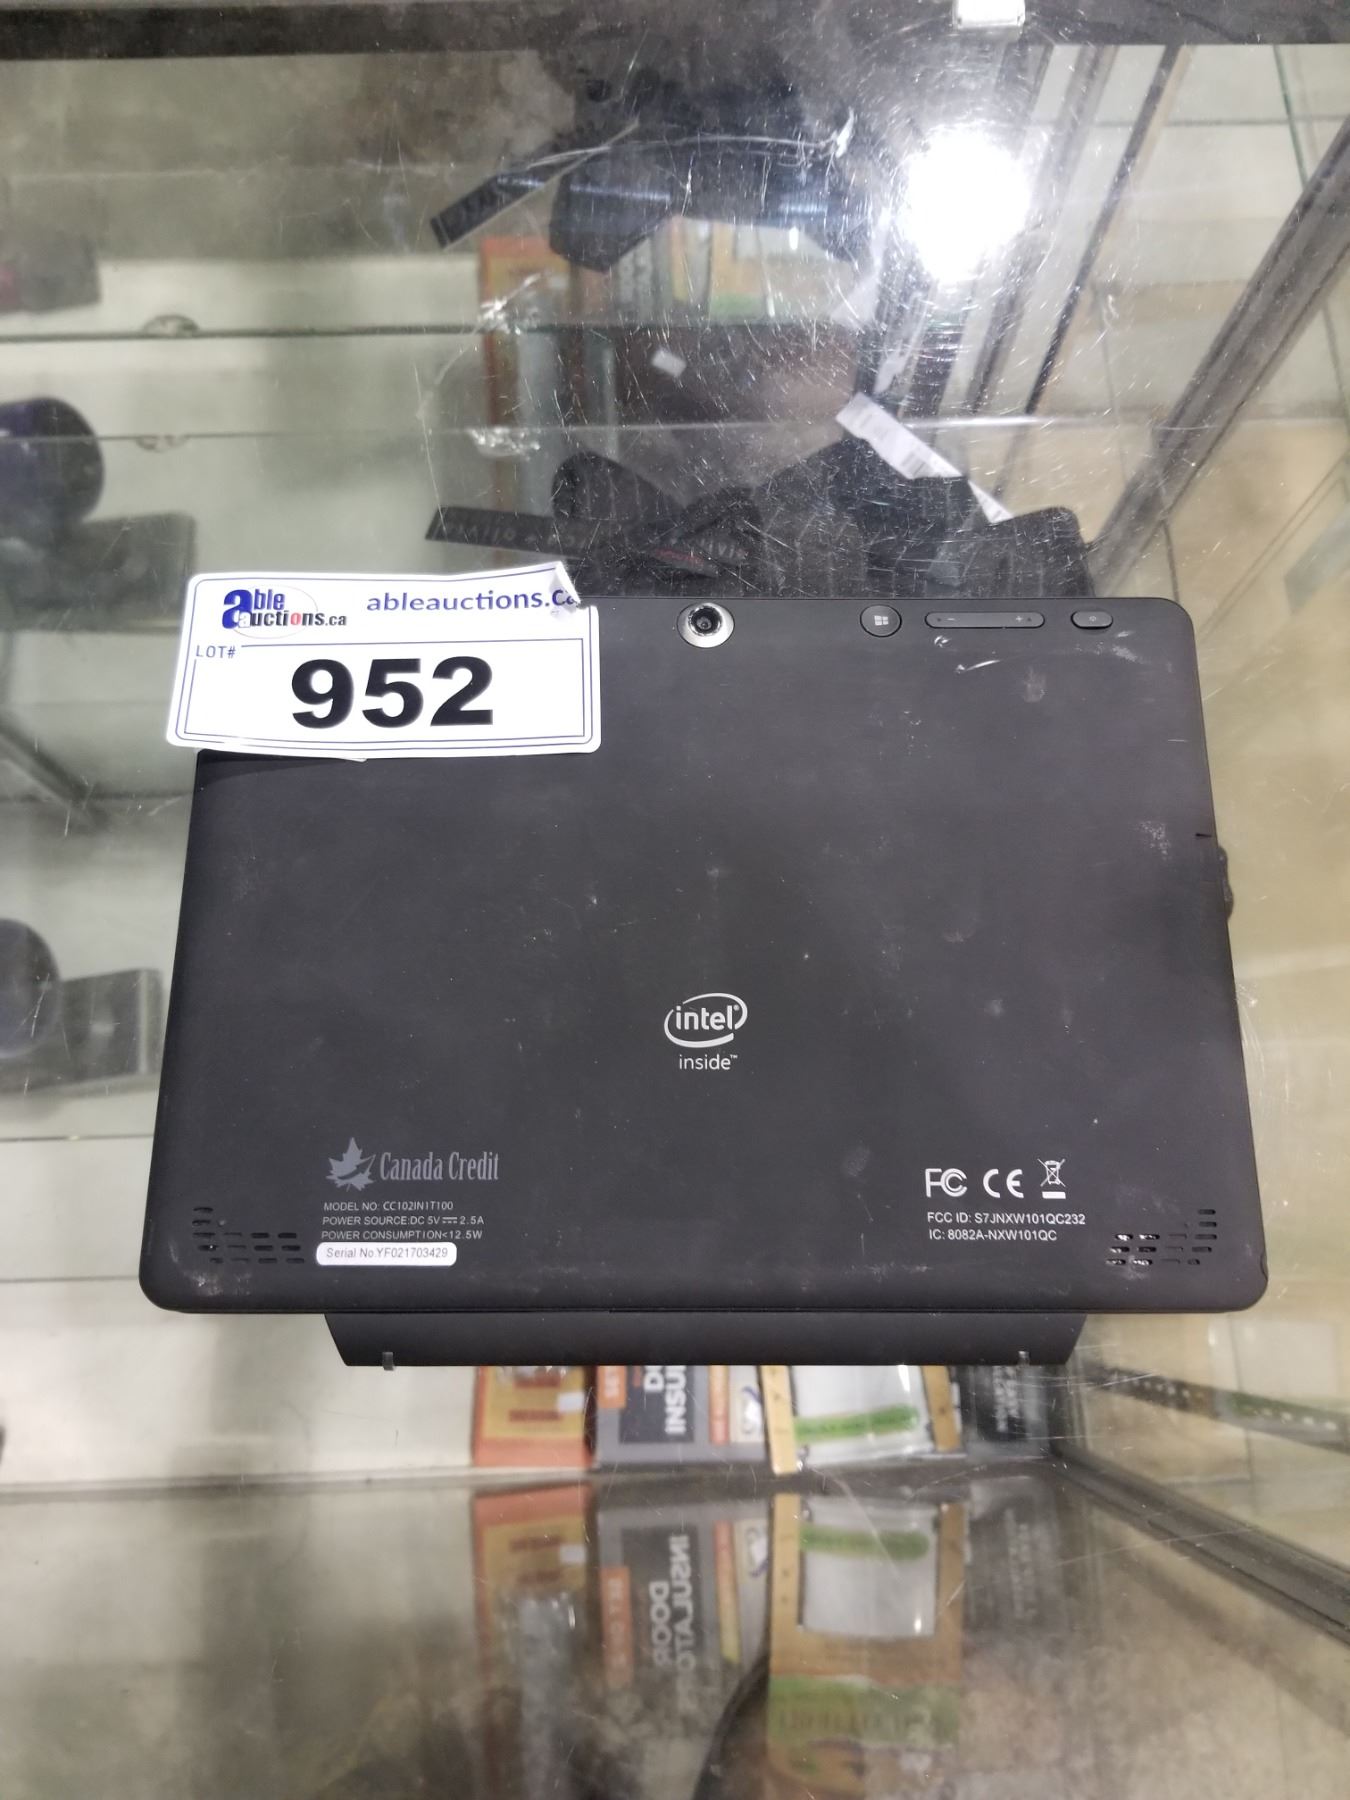 able auctions.ca
ableauctions.Ca
LOT#
952
intel
inside™
Canada Credit
MODEL NO: CC102IN1T100
POWER SOURCE:DC 5V⎓2.5A
POWER CONSUMPTION<12.5W
Serial No.YF021703429
FC CE
FCC ID: S7JNXW101QC232
IC: 8082A-NXW101QC
DOOR